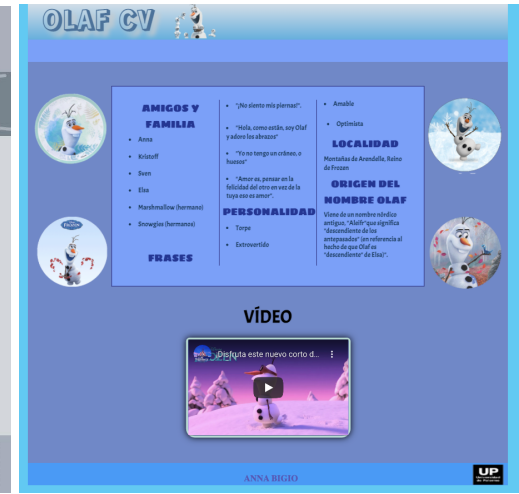 OLAF CV
AMIGOS Y
FAMILIA
• Anna
• Kristoff
• Sven
• Elsa
• Marshmallow (hermano)
• Snowgies (hermanos)
FRASES
• "¡No siento mis piernas!".
• "Hola, como están, soy Olaf
y adoro los abrazos"
• "Yo no tengo un cráneo, o
huesos"
• "Amor es, pensar en la
felicidad del otro en vez de la
tuya eso es amor".
PERSONALIDAD
• Torpe
• Extrovertido
• Amable
• Optimista
LOCALIDAD
Montañas de Arendelle, Reino
de Frozen
ORIGEN DEL
NOMBRE OLAF
Viene de un nombre nórdico
antiguo, "Aleifr"que significa
"descendiente de los
antepasados" (en referencia al
hecho de que Olaf es
"descendiente" de Elsa)".
VÍDEO
Disfruta este nuevo corto d...
ANNA BIGIO
UP